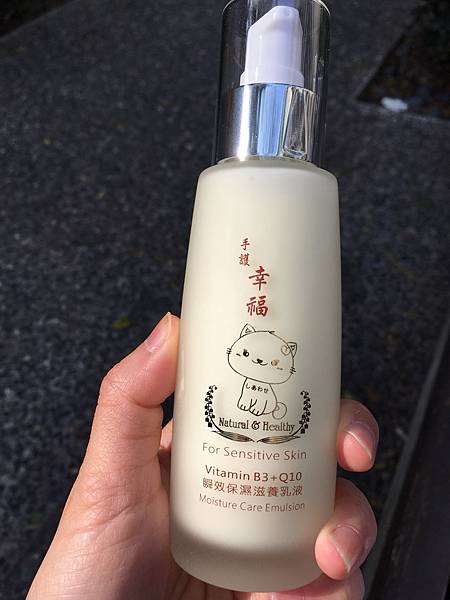 手護
幸福
しあわせ
Natural & Healthy
For Sensitive Skin
Vitamin B3+Q10
瞬效保濕滋養乳液
Moisture Care Emulsion